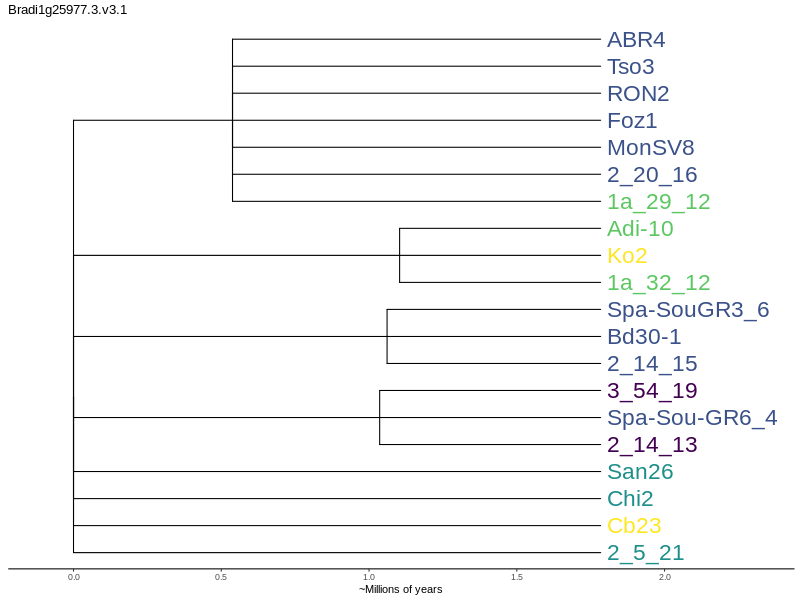 Bradi1g25977.3.v3.1
ABR4
Tso3
RON2
Foz1
MonSV8
2_20_16
1a_29_12
Adi-10
Ko2
1a_32_12
Spa-SouGR3_6
Bd30-1
2_14_15
3_54_19
Spa-Sou-GR6_4
2_14_13
San26
Chi2
Cb23
2_5_21
0.0 0.5 1.0 1.5 2.0
~Millions of years